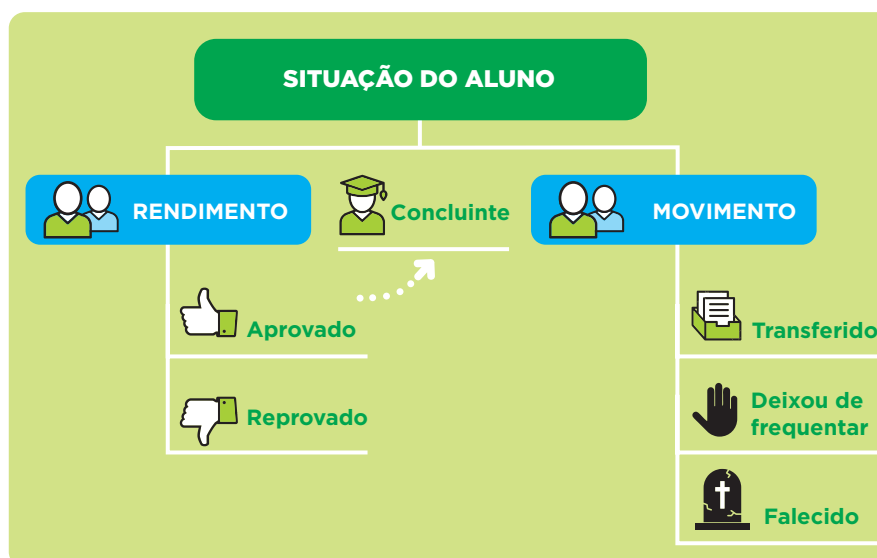 SITUAÇÃO DO ALUNO
RENDIMENTO
Concluinte
MOVIMENTO
Aprovado
Reprovado
Transferido
Deixou de
frequentar
Falecido